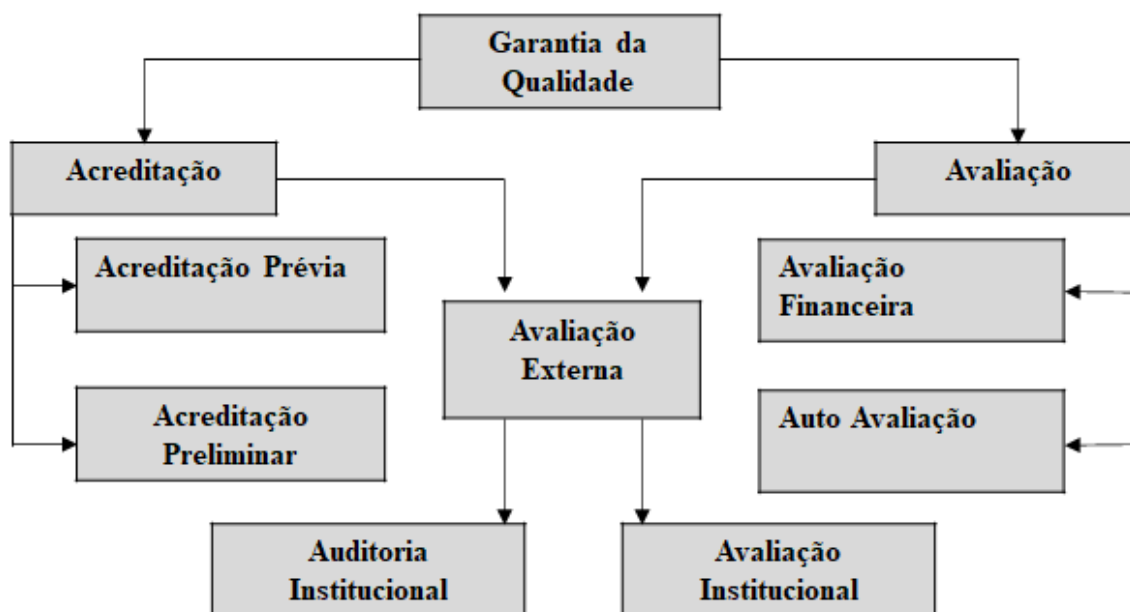 Garantia da
Qualidade
Acreditação
Avaliação
Acreditação Prévia
Avaliação
Financeira
Avaliação
Externa
Acreditação
Preliminar
Auto Avaliação
Auditoria
Institucional
Avaliação
Institucional